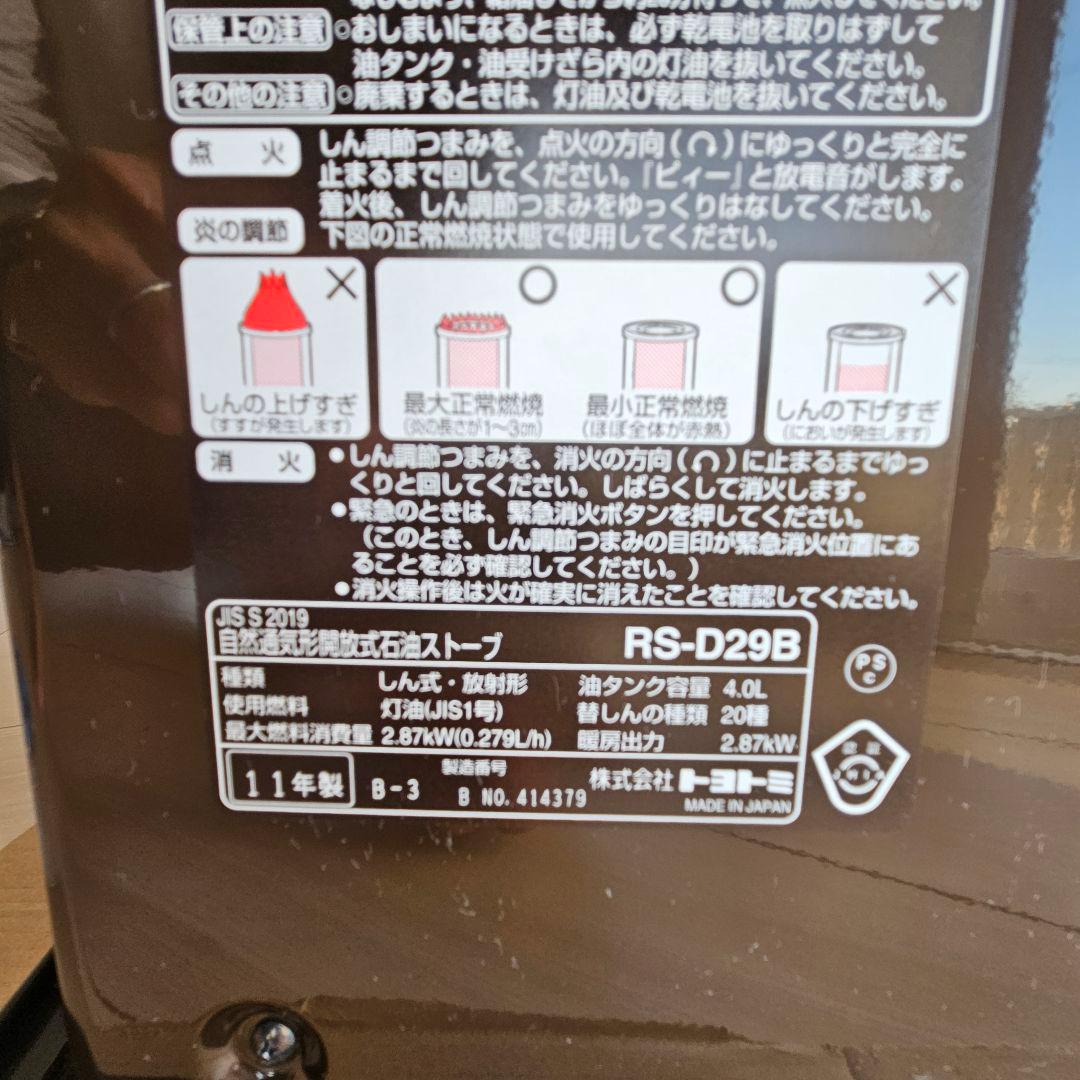 保管上の注意 ○おしまいになるときは、必ず乾電池を取りはずして
油タンク・油受けざら内の灯油を抜いてください。
その他の注意 ○廃棄するときは、灯油及び乾電池を抜いてください。
点 火 しん調節つまみを、点火の方向( )にゆっくりと完全に
止まるまで回してください。『ピィー』と放電音がします。
着火後、しん調節つまみをゆっくりはなしてください。
炎の調節 下図の正常燃焼状態で使用してください。
しんの上げすぎ
(すすが発生します)
最大正常燃焼
(炎の長さが1〜3cm)
最小正常燃焼
(ほぼ全体が赤熱)
しんの下げすぎ
(においが発生します)
消 火 ●しん調節つまみを、消火の方向( )に止まるまでゆっ
くりと回してください。しばらくして消火します。
●緊急のときは、緊急消火ボタンを押してください。
(このとき、しん調節つまみの目印が緊急消火位置にあ
ることを必ず確認してください。)
●消火操作後は火が確実に消えたことを確認してください。
JIS S 2019
自然通気形開放式石油ストーブ RS-D29B
種類 しん式・放射形 油タンク容量 4.0L
使用燃料 灯油(JIS1号) 替しんの種類 20種
最大燃料消費量 2.87kW(0.279L/h) 暖房出力 2.87kW
11年製 B-3 製造番号
B NO. 414379
株式会社トヨトミ
MADE IN JAPAN
PS
C
認証
JHIA